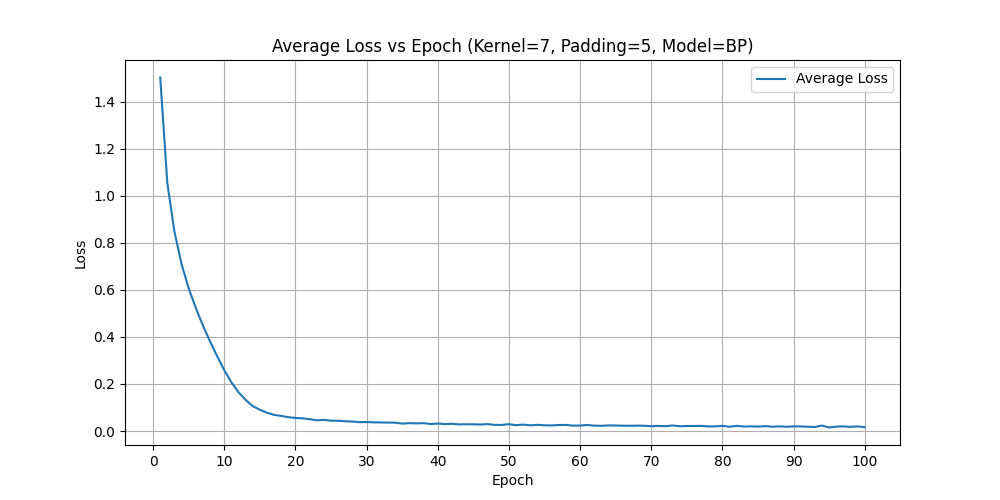 Average Loss vs Epoch (Kernel=7, Padding=5, Model=BP)
Average Loss
1.4
1.2
1.0
0.8
0.6
0.4
0.2
0.0
Loss
0 10 20 30 40 50 60 70 80 90 100
Epoch